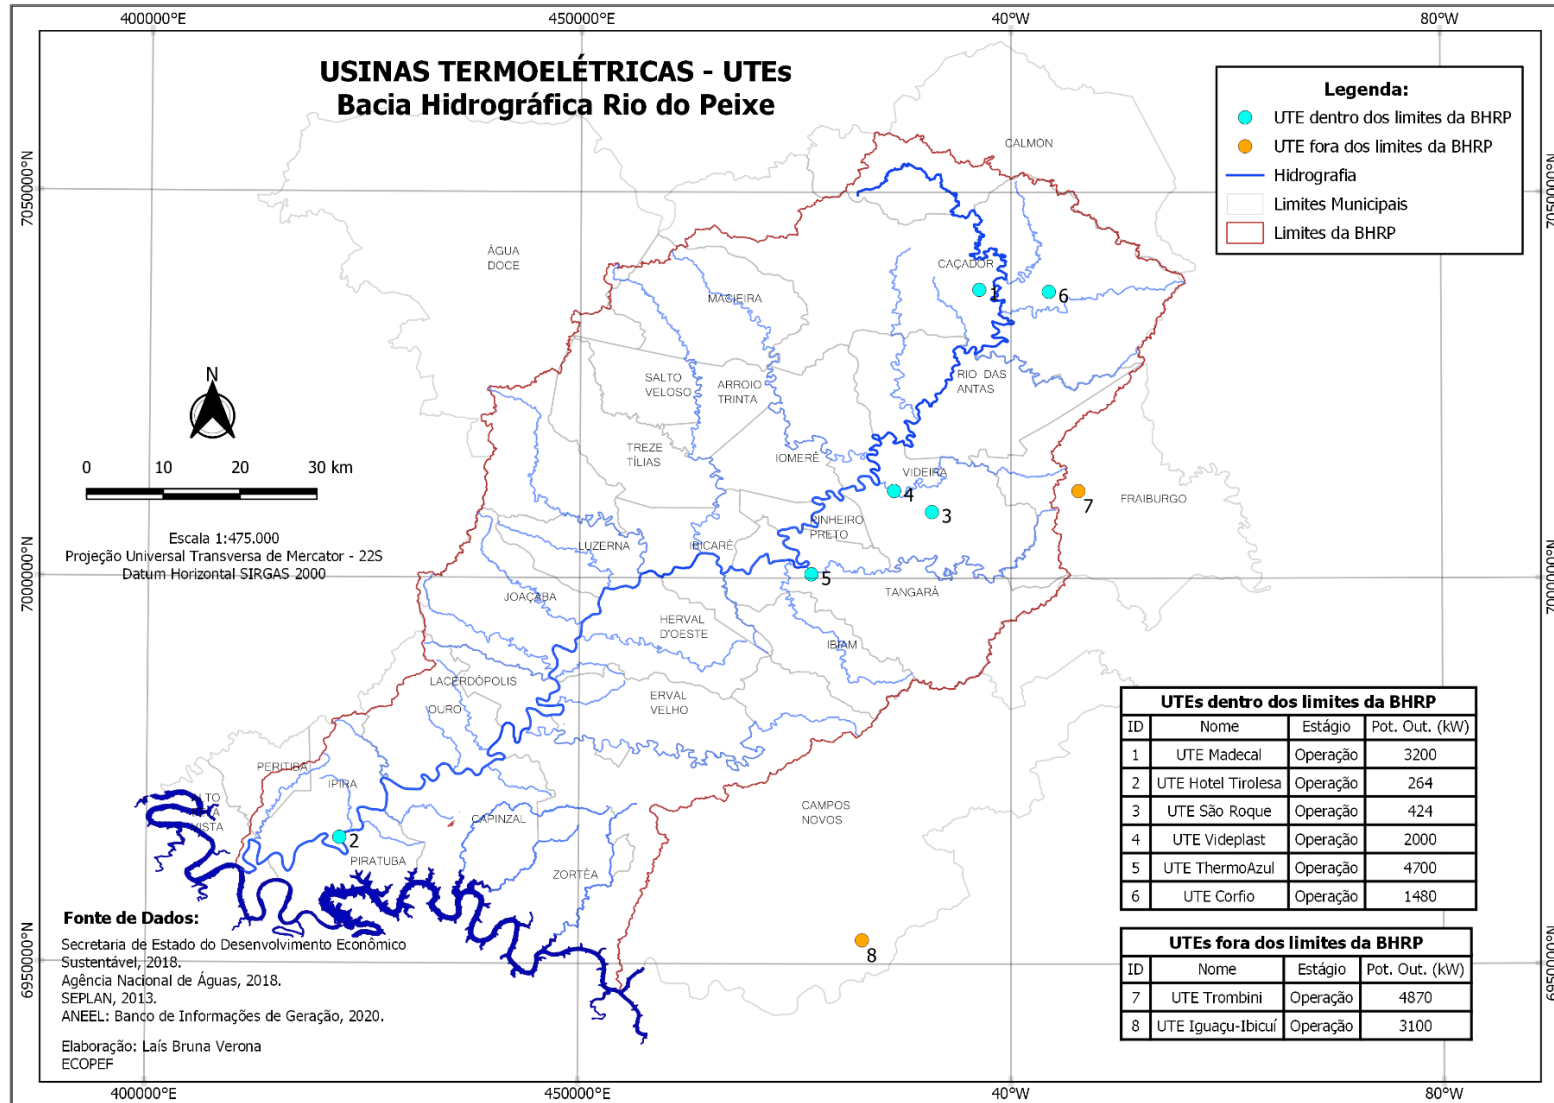 400000°E 450000°E 40°W 80°W
USINAS TERMOELÉTRICAS - UTEs
Bacia Hidrográfica Rio do Peixe
Legenda:
UTE dentro dos limites da BHRP
UTE fora dos limites da BHRP
Hidrografia
Limites Municipais
Limites da BHRP
7050000°N
7050000°N
CALMON
ÁGUA
DOCE
CAÇADOR
1
6
MACIEIRA
N
SALTO
VELOSO
ARROIO
TRINTA
RIO DAS
ANTAS
TREZE
TÍLIAS
IOMERÊ
VIDEIRA
4
3
7
FRAIBURGO
0 10 20 30 km
PINHEIRO
PRETO
LUZERNA
IBICARÉ
Escala 1:475.000
Projeção Universal Transversa de Mercator - 22S
Datum Horizontal SIRGAS 2000
7000000°N
7000000°N
5
JOAÇABA
TANGARÁ
HERVAL
D'OESTE
IBIAM
LACERDÓPOLIS
OURO
ERVAL
VELHO
PERITIBA
IPIRA
ALTO
BELA
VISTA
CAPINZAL
CAMPOS
NOVOS
2
PIRATUBA
ZORTÉA
8
6950000°N
6950000°N
UTEs dentro dos limites da BHRP
ID Nome Estágio Pot. Out. (kW)
1 UTE Madecal Operação 3200
2 UTE Hotel Tirolesa Operação 264
3 UTE São Roque Operação 424
4 UTE Videplast Operação 2000
5 UTE ThermoAzul Operação 4700
6 UTE Corfio Operação 1480
UTEs fora dos limites da BHRP
ID Nome Estágio Pot. Out. (kW)
7 UTE Trombini Operação 4870
8 UTE Iguaçu-Ibicuí Operação 3100
Fonte de Dados:
Secretaria de Estado do Desenvolvimento Econômico
Sustentável, 2018.
Agência Nacional de Águas, 2018.
SEPLAN, 2013.
ANEEL: Banco de Informações de Geração, 2020.
Elaboração: Laís Bruna Verona
ECOPEF
400000°E 450000°E 40°W 80°W